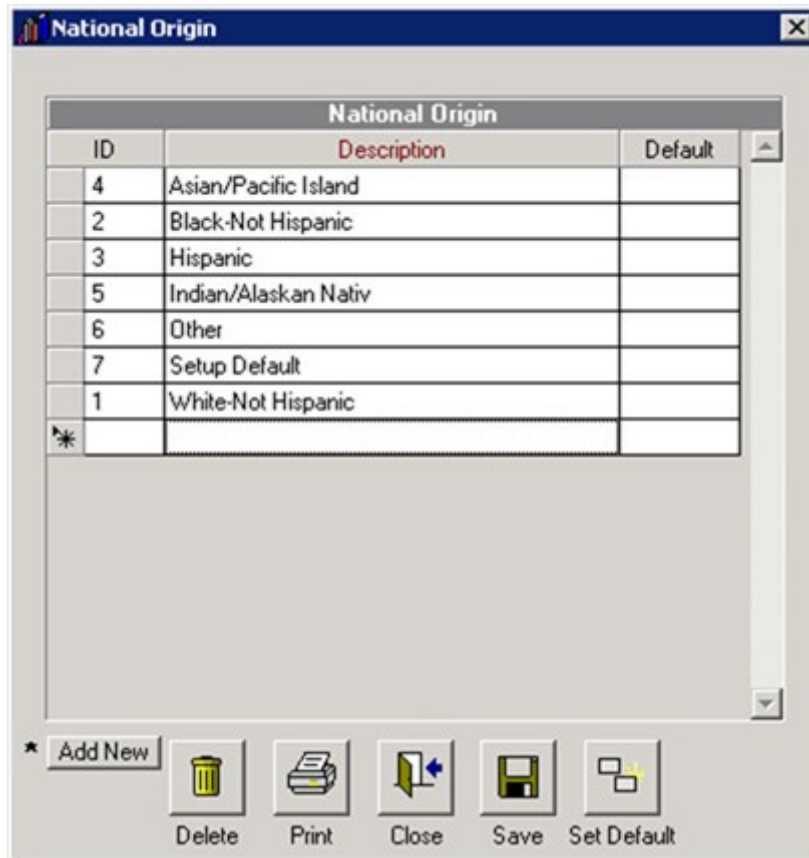 National Origin
National Origin
ID Description Default
4 Asian/Pacific Island
2 Black-Not Hispanic
3 Hispanic
5 Indian/Alaskan Nativ
6 Other
7 Setup Default
1 White-Not Hispanic
* Add New
Delete Print Close Save Set Default